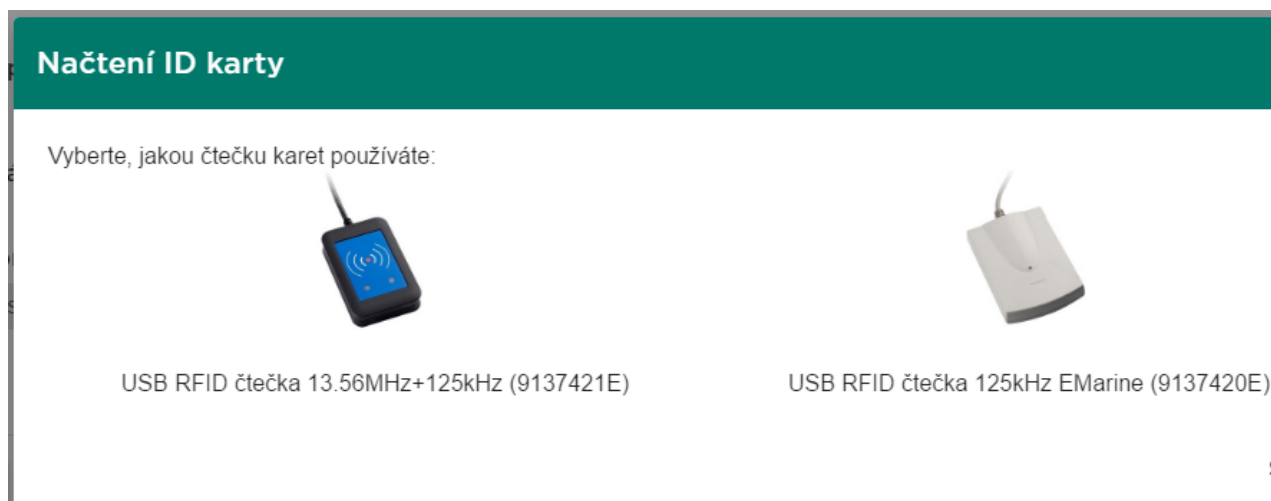 Načtení ID karty
Vyberte, jakou čtečku karet používáte:
USB RFID čtečka 13.56MHz+125kHz (9137421E)
USB RFID čtečka 125kHz EMarine (9137420E)